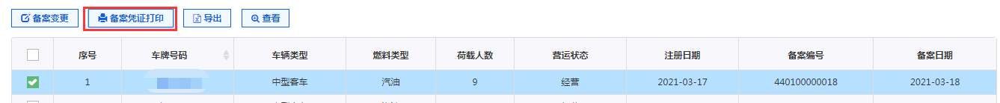 备案变更 备案凭证打印 导出 查看
序号 车牌号码 车辆类型 燃料类型 荷载人数 营运状态 注册日期 备案编号 备案日期
1 中型客车 汽油 9 经营 2021-03-17 440100000018 2021-03-18